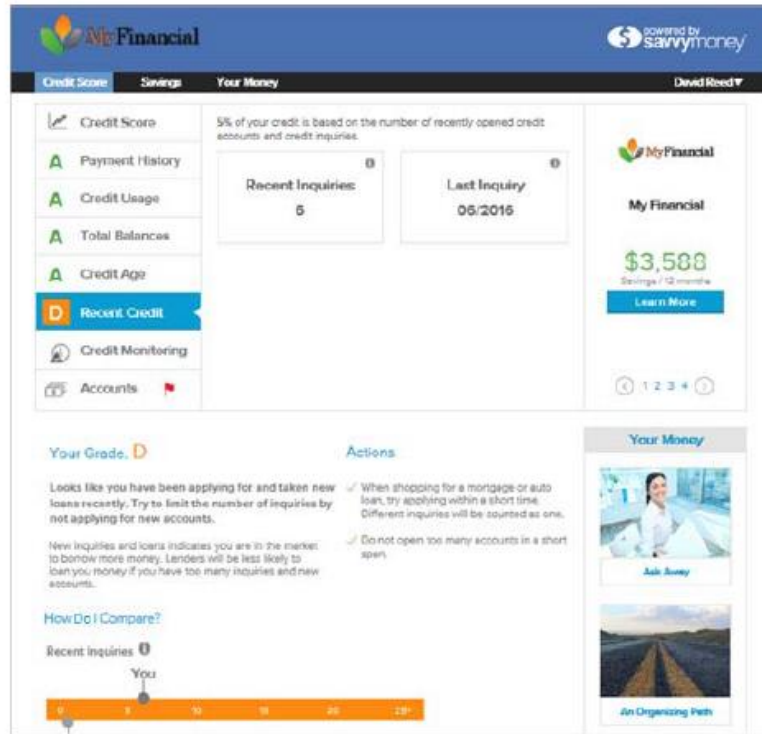 My Financial
powered by
savvymoney
Credit Score Savings Your Money David Reed▼
Credit Score
A Payment History
A Credit Usage
A Total Balances
A Credit Age
D Recent Credit
Credit Monitoring
Accounts
5% of your credit is based on the number of recently opened credit
accounts and credit inquiries.
Recent Inquiries
Last Inquiry
06/2016
MyFinancial
My Financial
$3,588
Savings / 12 months
Learn More
1 2 3 4
Your Grade, D
Looks like you have been applying for and taken new
loans recently. Try to limit the number of inquiries by
not applying for new accounts.
New inquiries and loans indicates you are in the market
to borrow more money. Lenders will be less likely to
loan you money if you have too many inquiries and new
accounts.
Actions
When shopping for a mortgage or auto
loan, try applying within a short time.
Different inquiries will be counted as one.
Do not open too many accounts in a short
span.
Your Money
Ask Away
An Organizing Path
How Do I Compare?
Recent Inquiries
You
0 5 10 15 20 25+